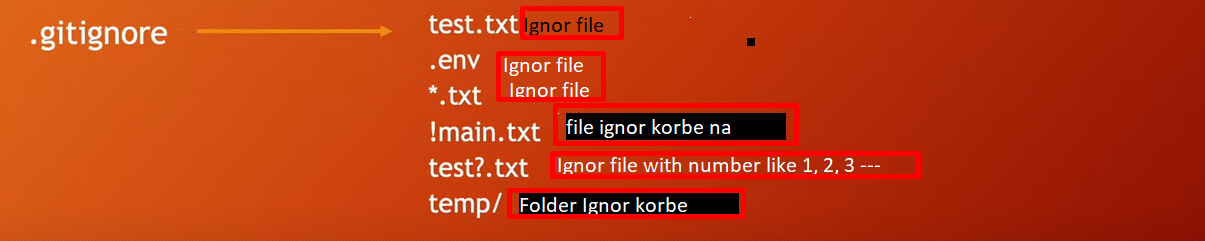 .gitignore
test.txt Ignor file
.env Ignor file
*.txt Ignor file
!main.txt file ignor korbe na
test?.txt Ignor file with number like 1, 2, 3 ---
temp/ Folder Ignor korbe